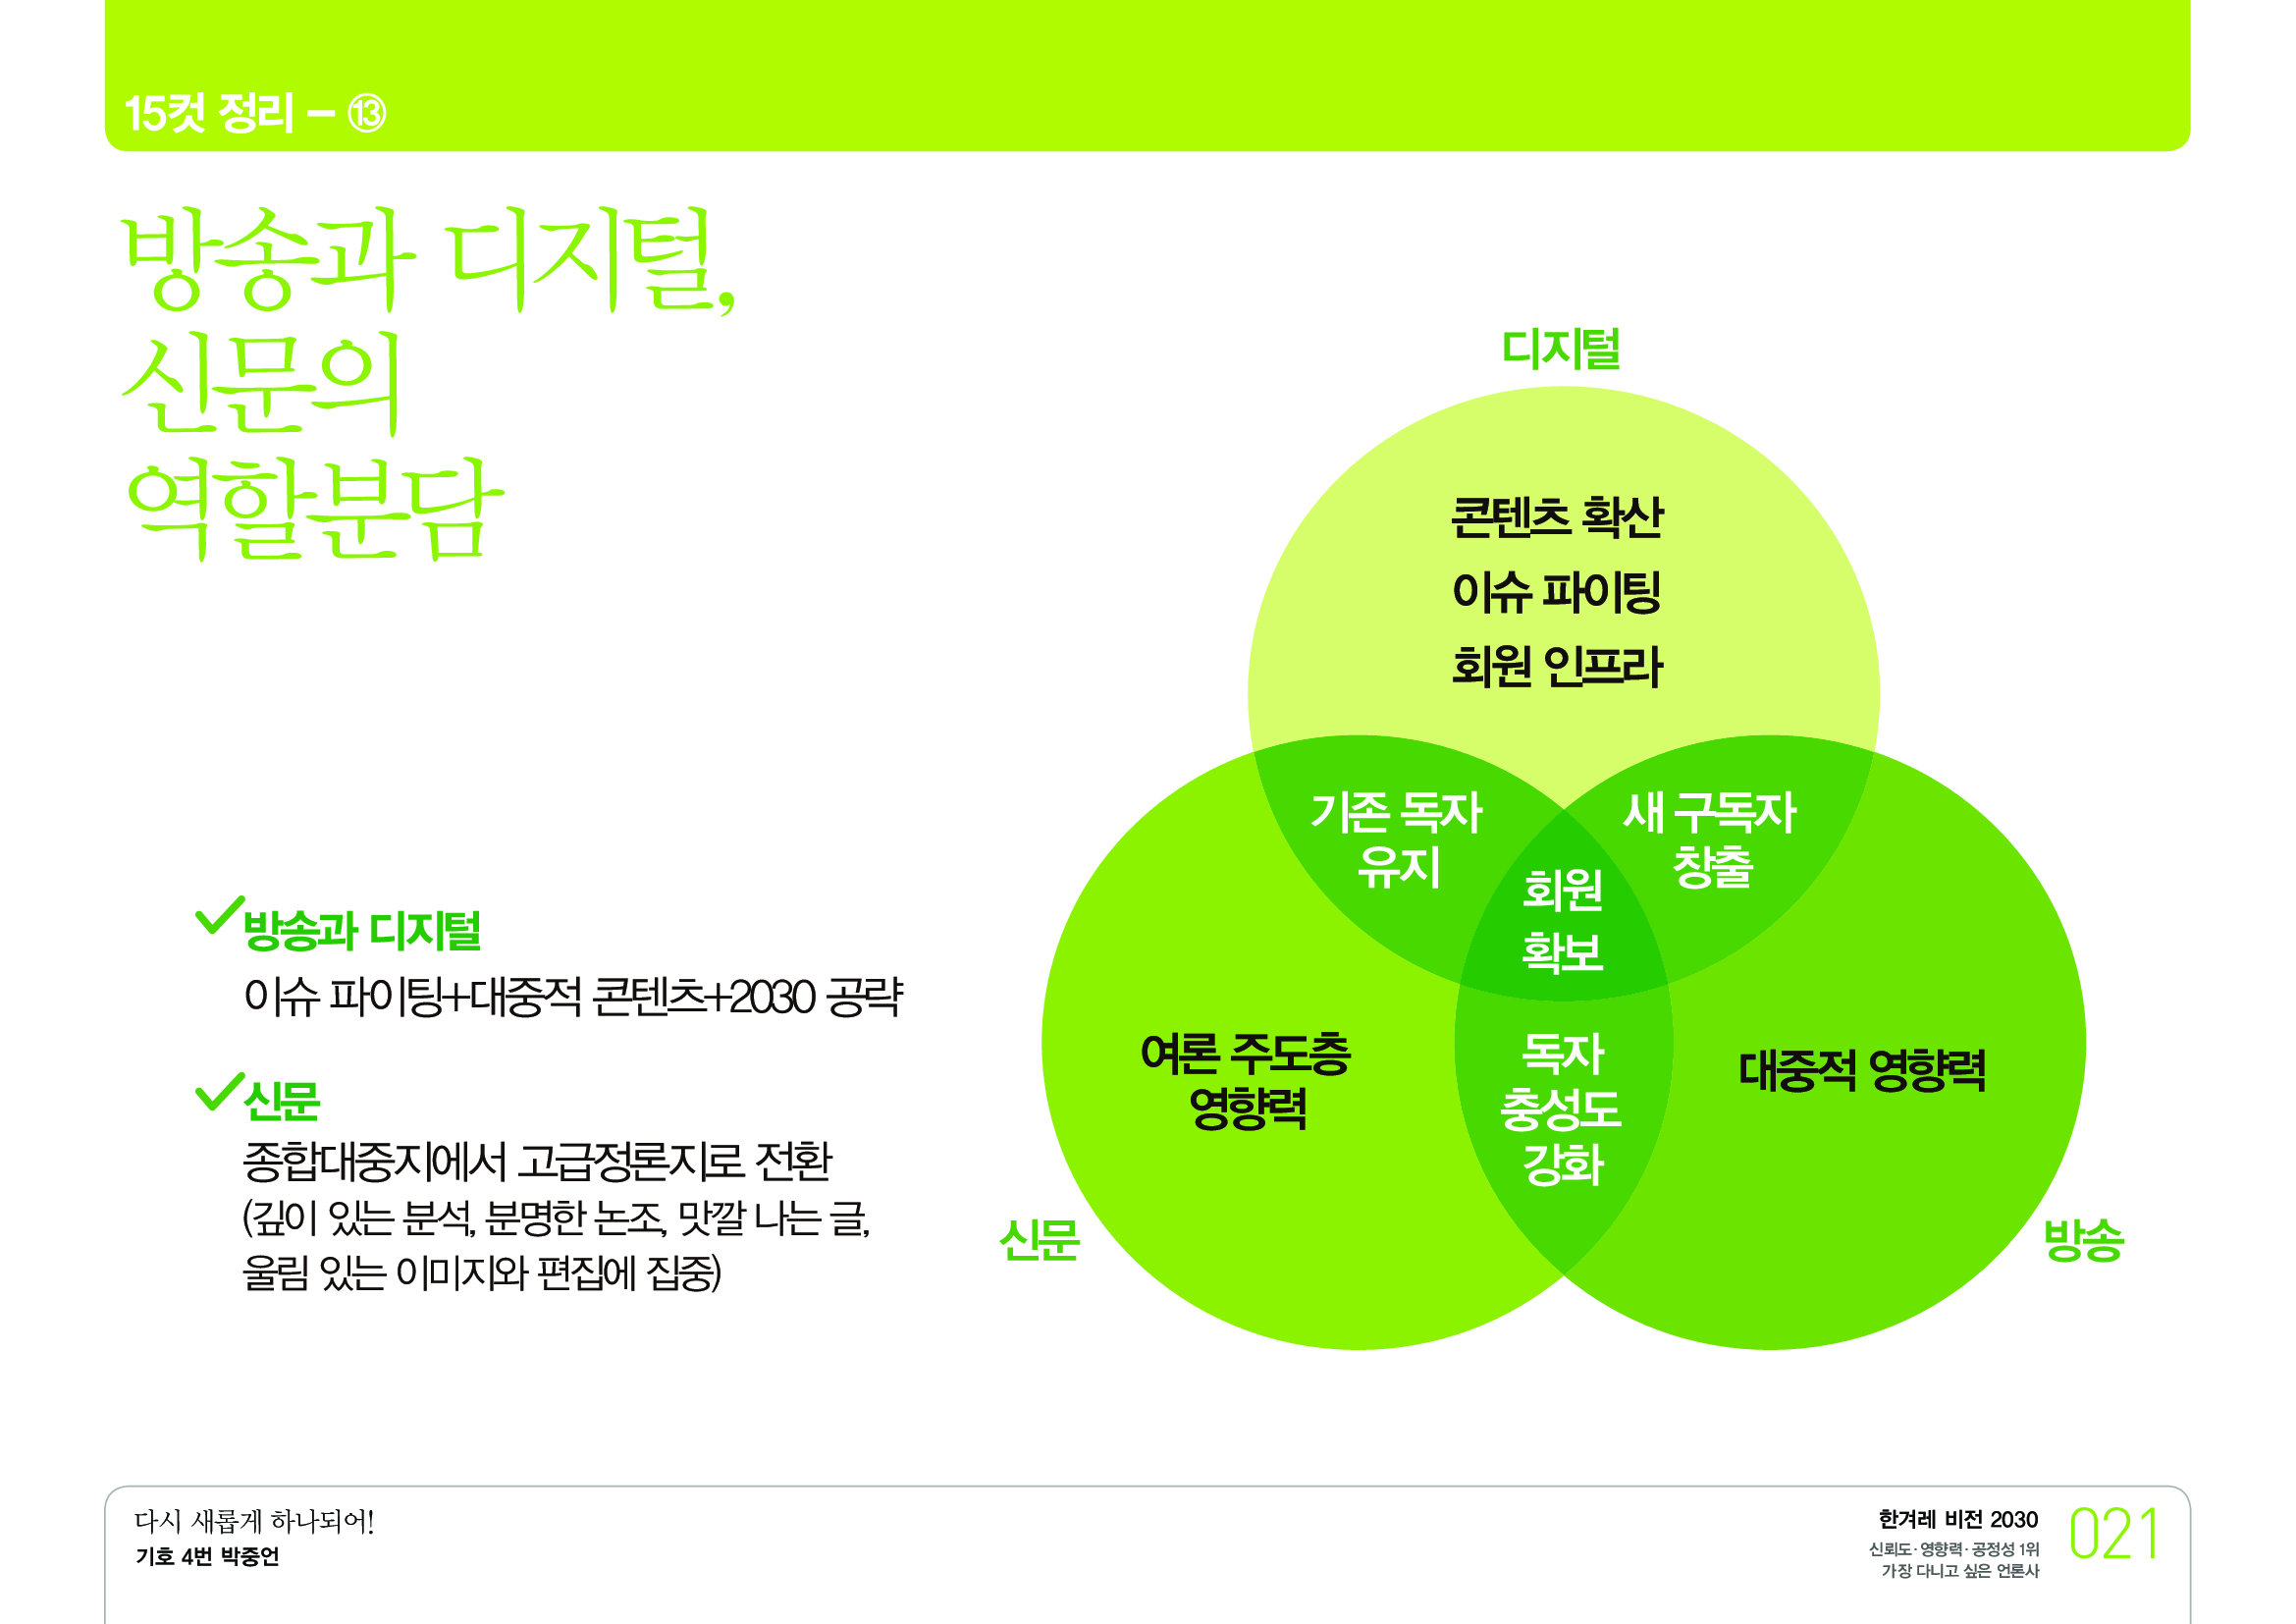 15컷 정리 – ⑬
방송과 디지털,
신문의
역할분담
방송과 디지털
이슈 파이팅+대중적 콘텐츠+2030 공략
신문
종합대중지에서 고급정론지로 전환
(깊이 있는 분석, 분명한 논조, 맛깔 나는 글,
울림 있는 이미지와 편집에 집중)
디지털
콘텐츠 확산
이슈 파이팅
회원 인프라
기존 독자
유지
새 구독자
창출
회원
확보
여론 주도층
영향력
독자
충성도
강화
대중적 영향력
신문
방송
다시 새롭게 하나되어!
기호 4번 박중언
한겨레 비전 2030
신뢰도·영향력·공정성 1위
가장 다니고 싶은 언론사
021